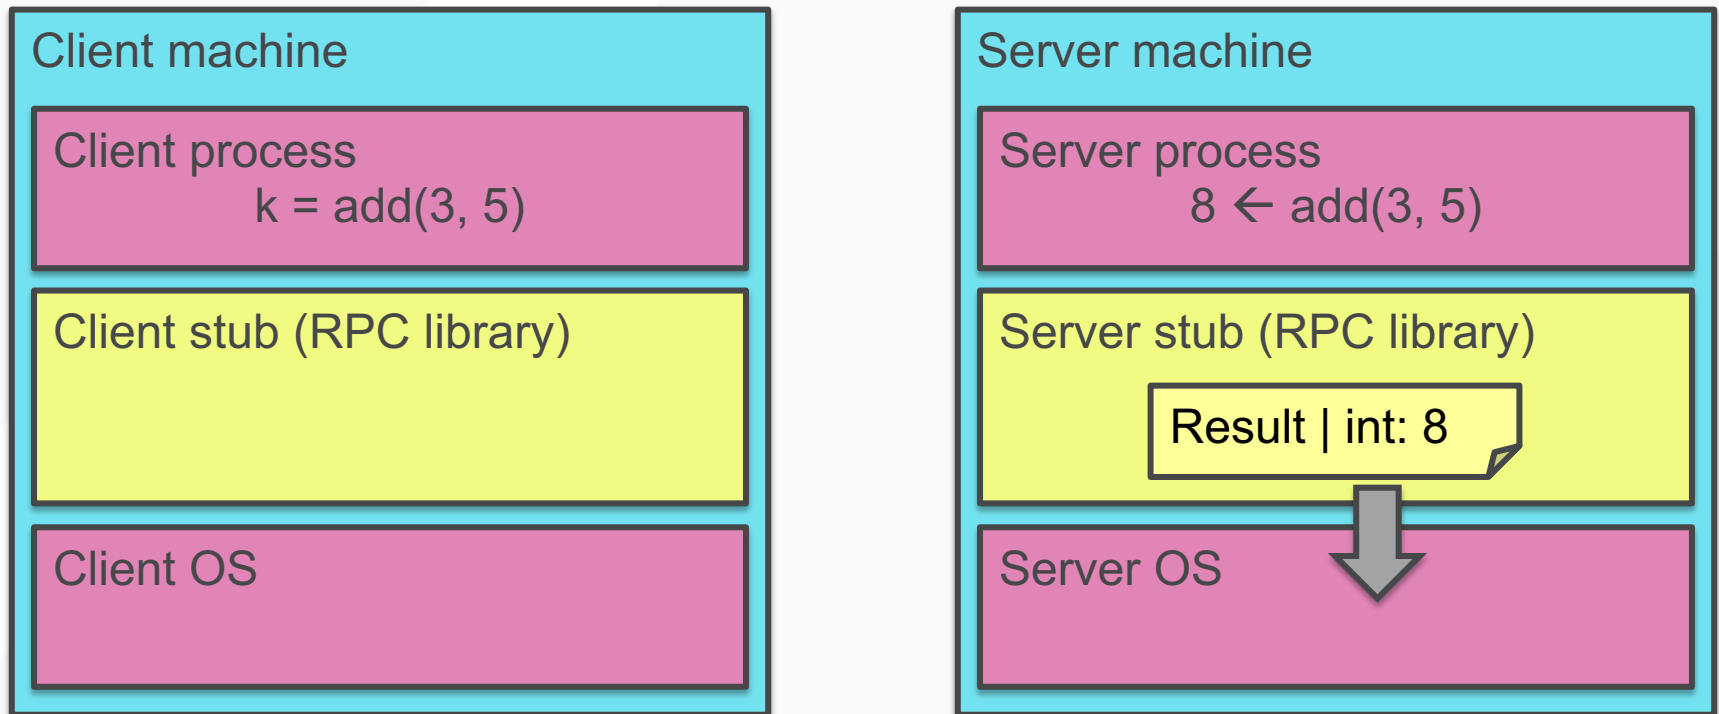 Client machine
Client process
k = add(3, 5)
Client stub (RPC library)
Client OS
Server machine
Server process
8 ← add(3, 5)
Server stub (RPC library)
Result | int: 8
Server OS